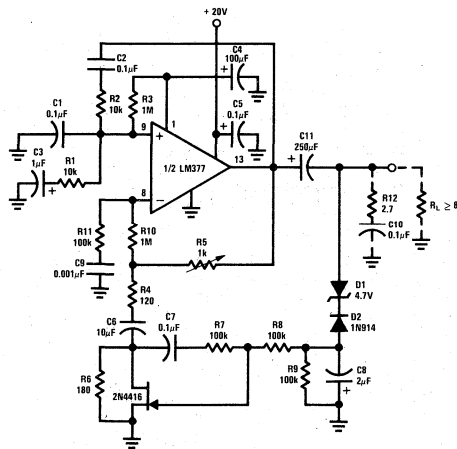 + 20V
C2
0.1µF
C4
100µF
+
R2
10k
R3
1M
C1
0.1µF
1
C5
0.1µF
+
C3
1µF
+
R1
10k
9
+
1/2 LM377
13
C11
250µF
+
8
−
R12
2.7
C10
0.1µF
RL ≥ 8
R11
100k
R10
1M
R5
1k
C9
0.001µF
R4
120
D1
4.7V
C6
10µF
C7
0.1µF
R7
100k
R8
100k
D2
1N914
R6
180
2N4416
R9
100k
C8
2µF
+